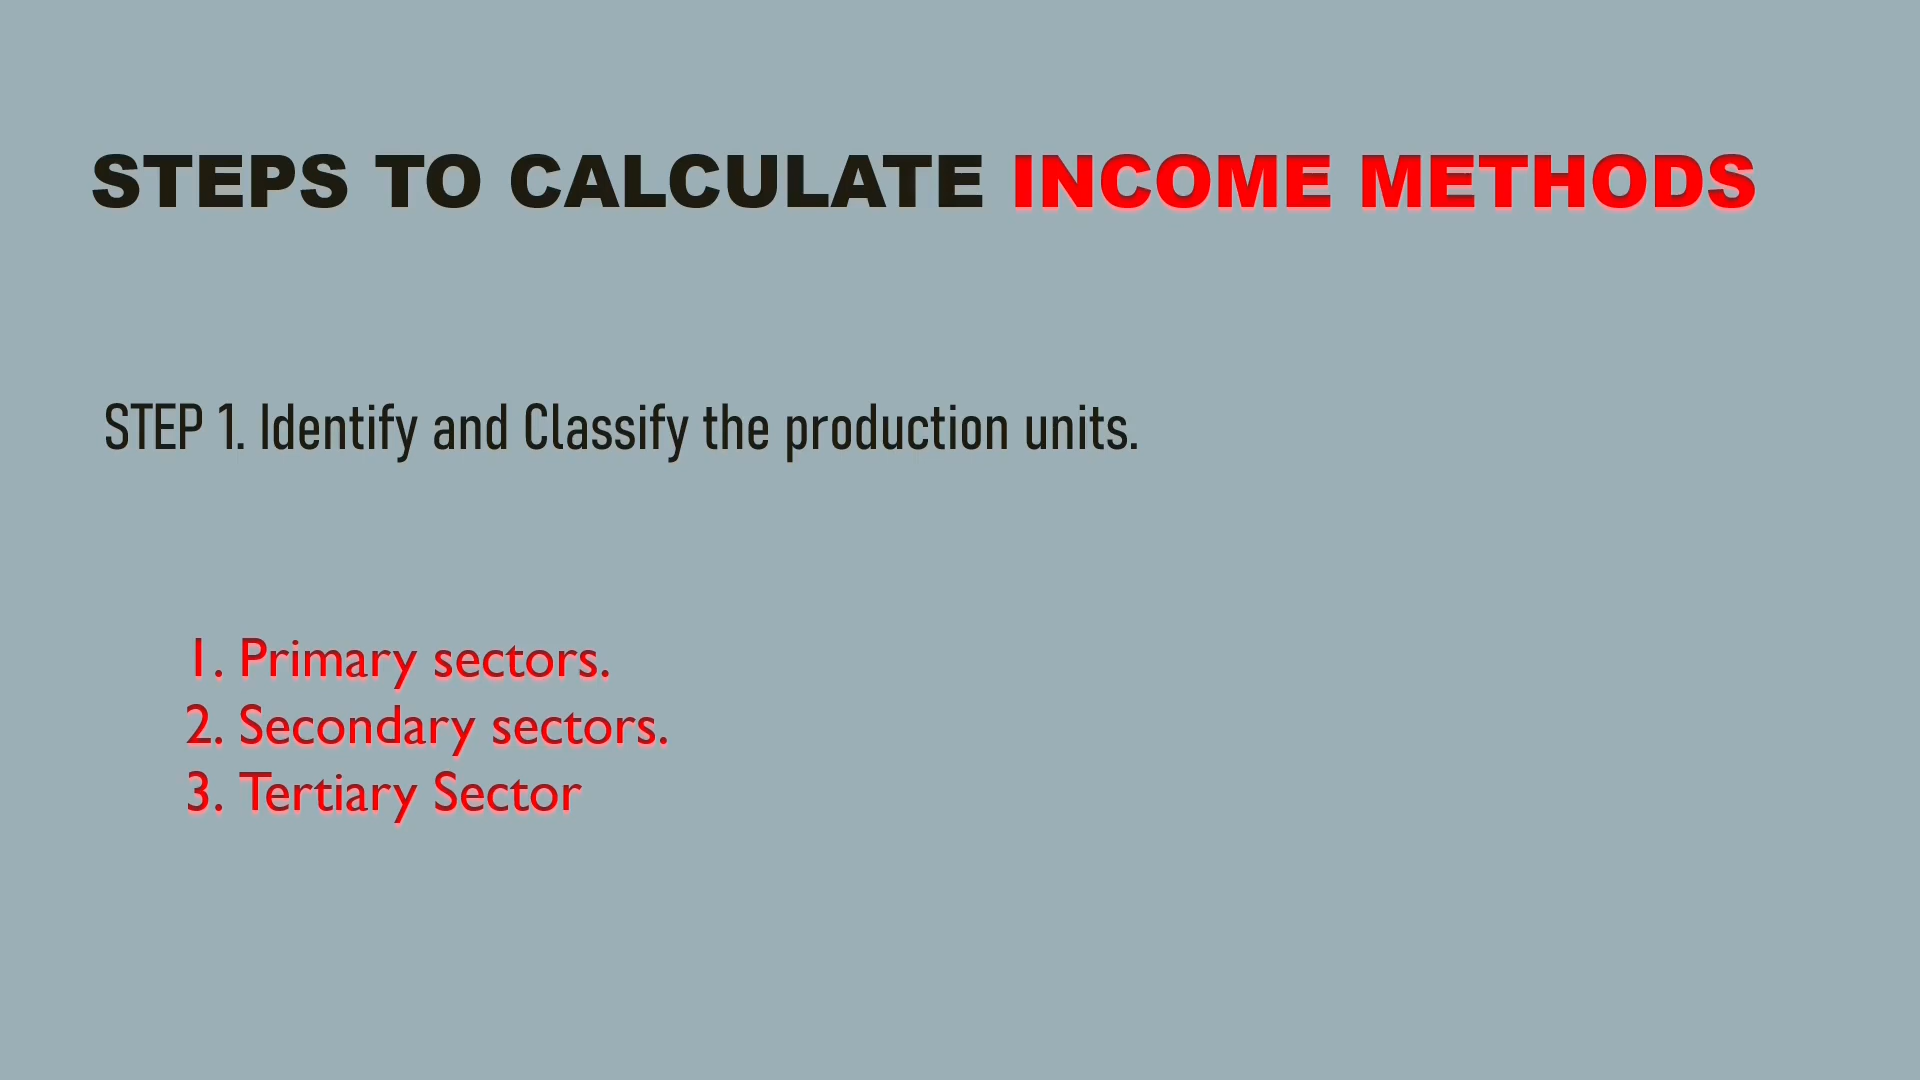 STEPS TO CALCULATE INCOME METHODS
STEP 1. Identify and Classify the production units.
1. Primary sectors.
2. Secondary sectors.
3. Tertiary Sector